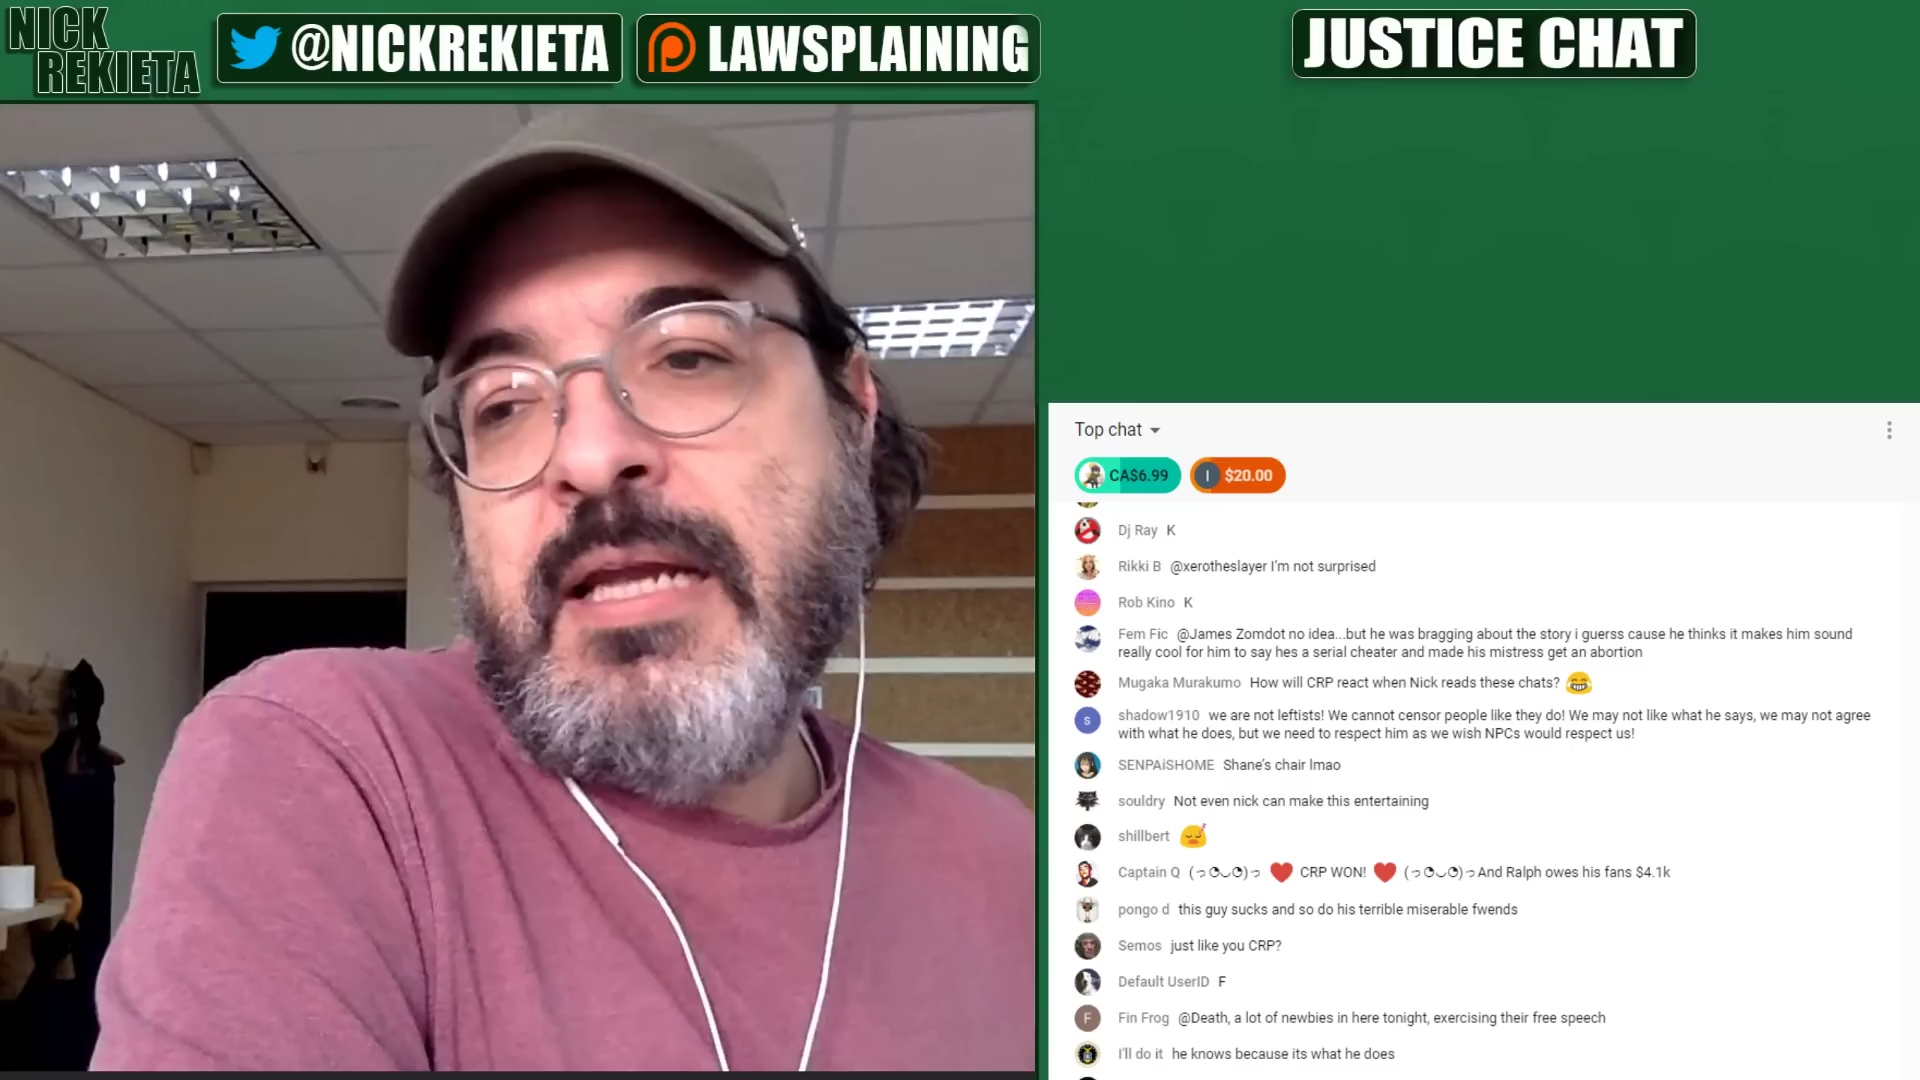 NICK
REKIETA
@NICKREKIETA
LAWSPLAINING
JUSTICE CHAT
Top chat
CA$6.99
I $20.00
Dj Ray K
Rikki B @xerotheslayer I'm not surprised
Rob Kino K
Fem Fic @James Zomdot no idea...but he was bragging about the story i guerss cause he thinks it makes him sound
really cool for him to say hes a serial cheater and made his mistress get an abortion
Mugaka Murakumo How will CRP react when Nick reads these chats? 😂
s
shadow1910 we are not leftists! We cannot censor people like they do! We may not like what he says, we may not agree
with what he does, but we need to respect him as we wish NPCs would respect us!
SENPAiSHOME Shane's chair lmao
souldry Not even nick can make this entertaining
shillbert
Captain Q (っ◔◡◔)っ ❤ CRP WON! ❤ (っ◔◡◔)っAnd Ralph owes his fans $4.1k
pongo d this guy sucks and so do his terrible miserable fwends
Semos just like you CRP?
Default UserID F
F
Fin Frog @Death, a lot of newbies in here tonight, exercising their free speech
I'll do it he knows because its what he does